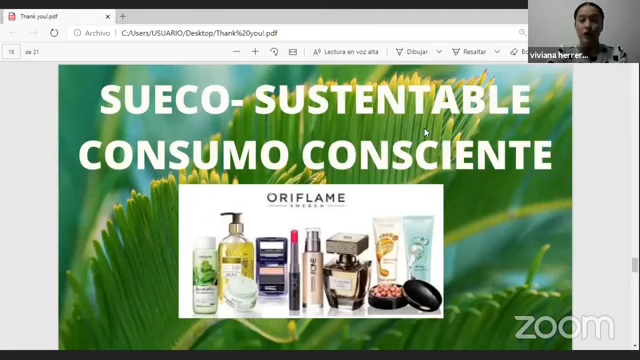 Thank you!.pdf
Archivo
C:/Users/USUARIO/Desktop/Thank%20you!.pdf
16
de 21
Lectura en voz alta
Dibujar
Resaltar
Borrar
viviana herrer...
SUECO- SUSTENTABLE
CONSUMO CONSCIENTE
ORIFLAME
SWEDEN
zoom